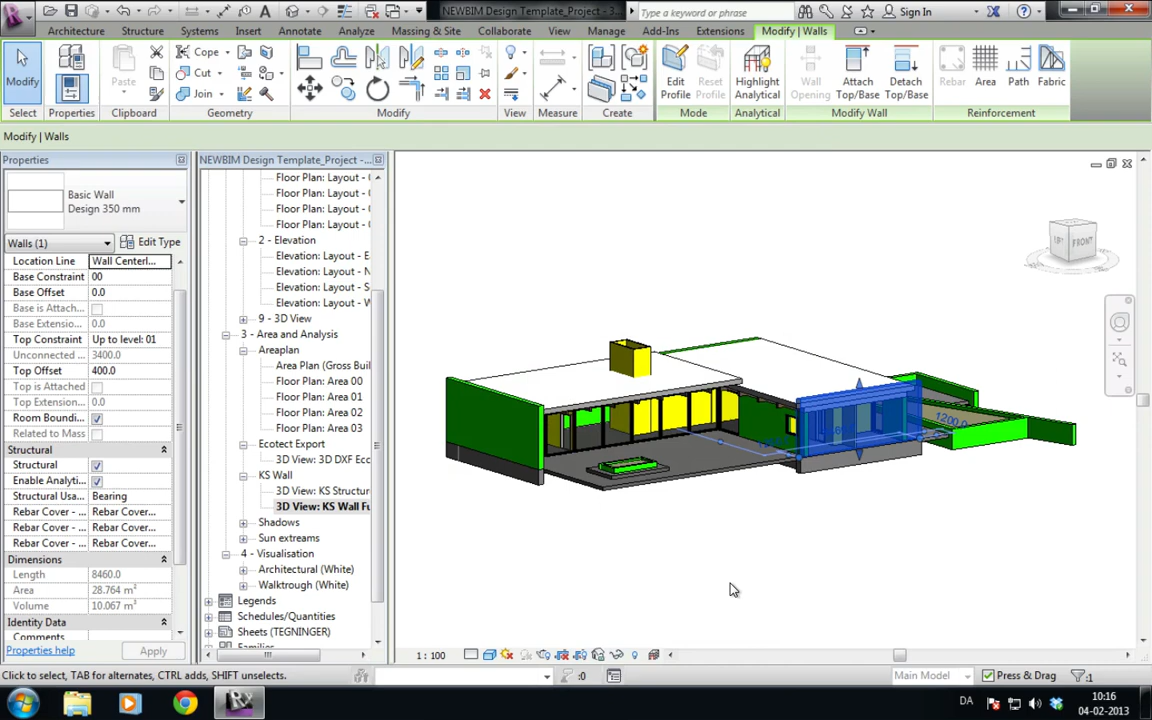 NEWBIM Design Template_Project - 3...
Type a keyword or phrase
Sign In
Architecture
Structure
Systems
Insert
Annotate
Analyze
Massing & Site
Collaborate
View
Manage
Add-Ins
Extensions
Modify | Walls
Modify
Paste
Cope
Cut
Join
Edit
Profile
Reset
Profile
Highlight
Analytical
Wall
Opening
Attach
Top/Base
Detach
Top/Base
Rebar
Area
Path
Fabric
Select
Properties
Clipboard
Geometry
Modify
View
Measure
Create
Mode
Analytical
Modify Wall
Reinforcement
Modify | Walls
Properties
Basic Wall
Design 350 mm
Walls (1)
Edit Type
Location Line
Wall Centerl...
Base Constraint
00
Base Offset
0.0
Base is Attach...
Base Extension...
0.0
Top Constraint
Up to level: 01
Unconnected ...
3400.0
Top Offset
400.0
Top is Attached
Top Extension...
0.0
Room Boundi...
Related to Mass
Structural
Structural
Enable Analyti...
Structural Usa...
Bearing
Rebar Cover - ...
Rebar Cover...
Rebar Cover - ...
Rebar Cover...
Rebar Cover - ...
Rebar Cover...
Dimensions
Length
8460.0
Area
28.764 m²
Volume
10.067 m³
Identity Data
Comments
Properties help
Apply
NEWBIM Design Template_Project -...
Floor Plan: Layout -
Floor Plan: Layout -
Floor Plan: Layout -
Floor Plan: Layout -
2 - Elevation
Elevation: Layout - E
Elevation: Layout - N
Elevation: Layout - S
Elevation: Layout - W
9 - 3D View
3 - Area and Analysis
Areaplan
Area Plan (Gross Buil
Floor Plan: Area 00
Floor Plan: Area 01
Floor Plan: Area 02
Floor Plan: Area 03
Ecotect Export
3D View: 3D DXF Ecc
KS Wall
3D View: KS Structur
3D View: KS Wall Fu
Shadows
Sun extreams
4 - Visualisation
Architectural (White)
Walktrough (White)
Legends
Schedules/Quantities
Sheets (TEGNINGER)
Families
FRONT
1200.0
1 : 100
Click to select, TAB for alternates, CTRL adds, SHIFT unselects.
:0
Main Model
Press & Drag
:1
DA
10:16
04-02-2013